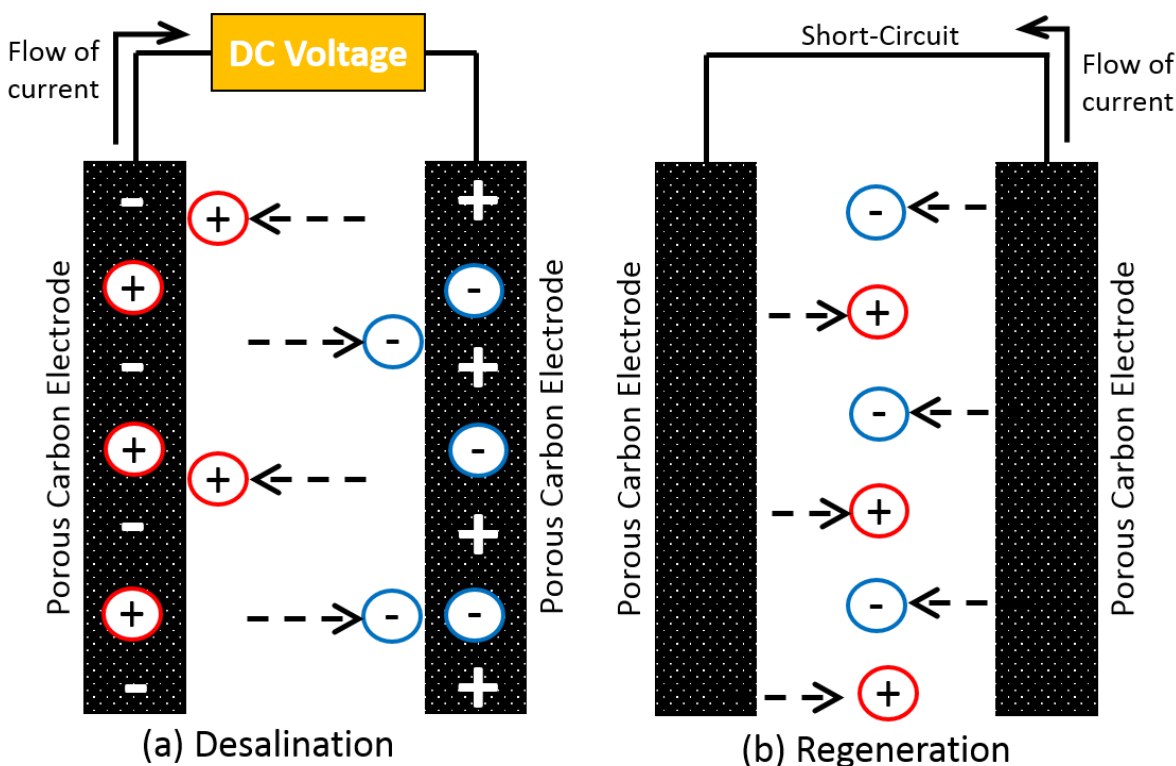 Flow of
current
DC Voltage
Porous Carbon Electrode
-
+
-
+
-
+
-
+
+
-
+
-
+
-
+
-
+
-
+
-
Porous Carbon Electrode
(a) Desalination
Short-Circuit
Flow of
current
Porous Carbon Electrode
-
+
-
+
-
+
Porous Carbon Electrode
(b) Regeneration